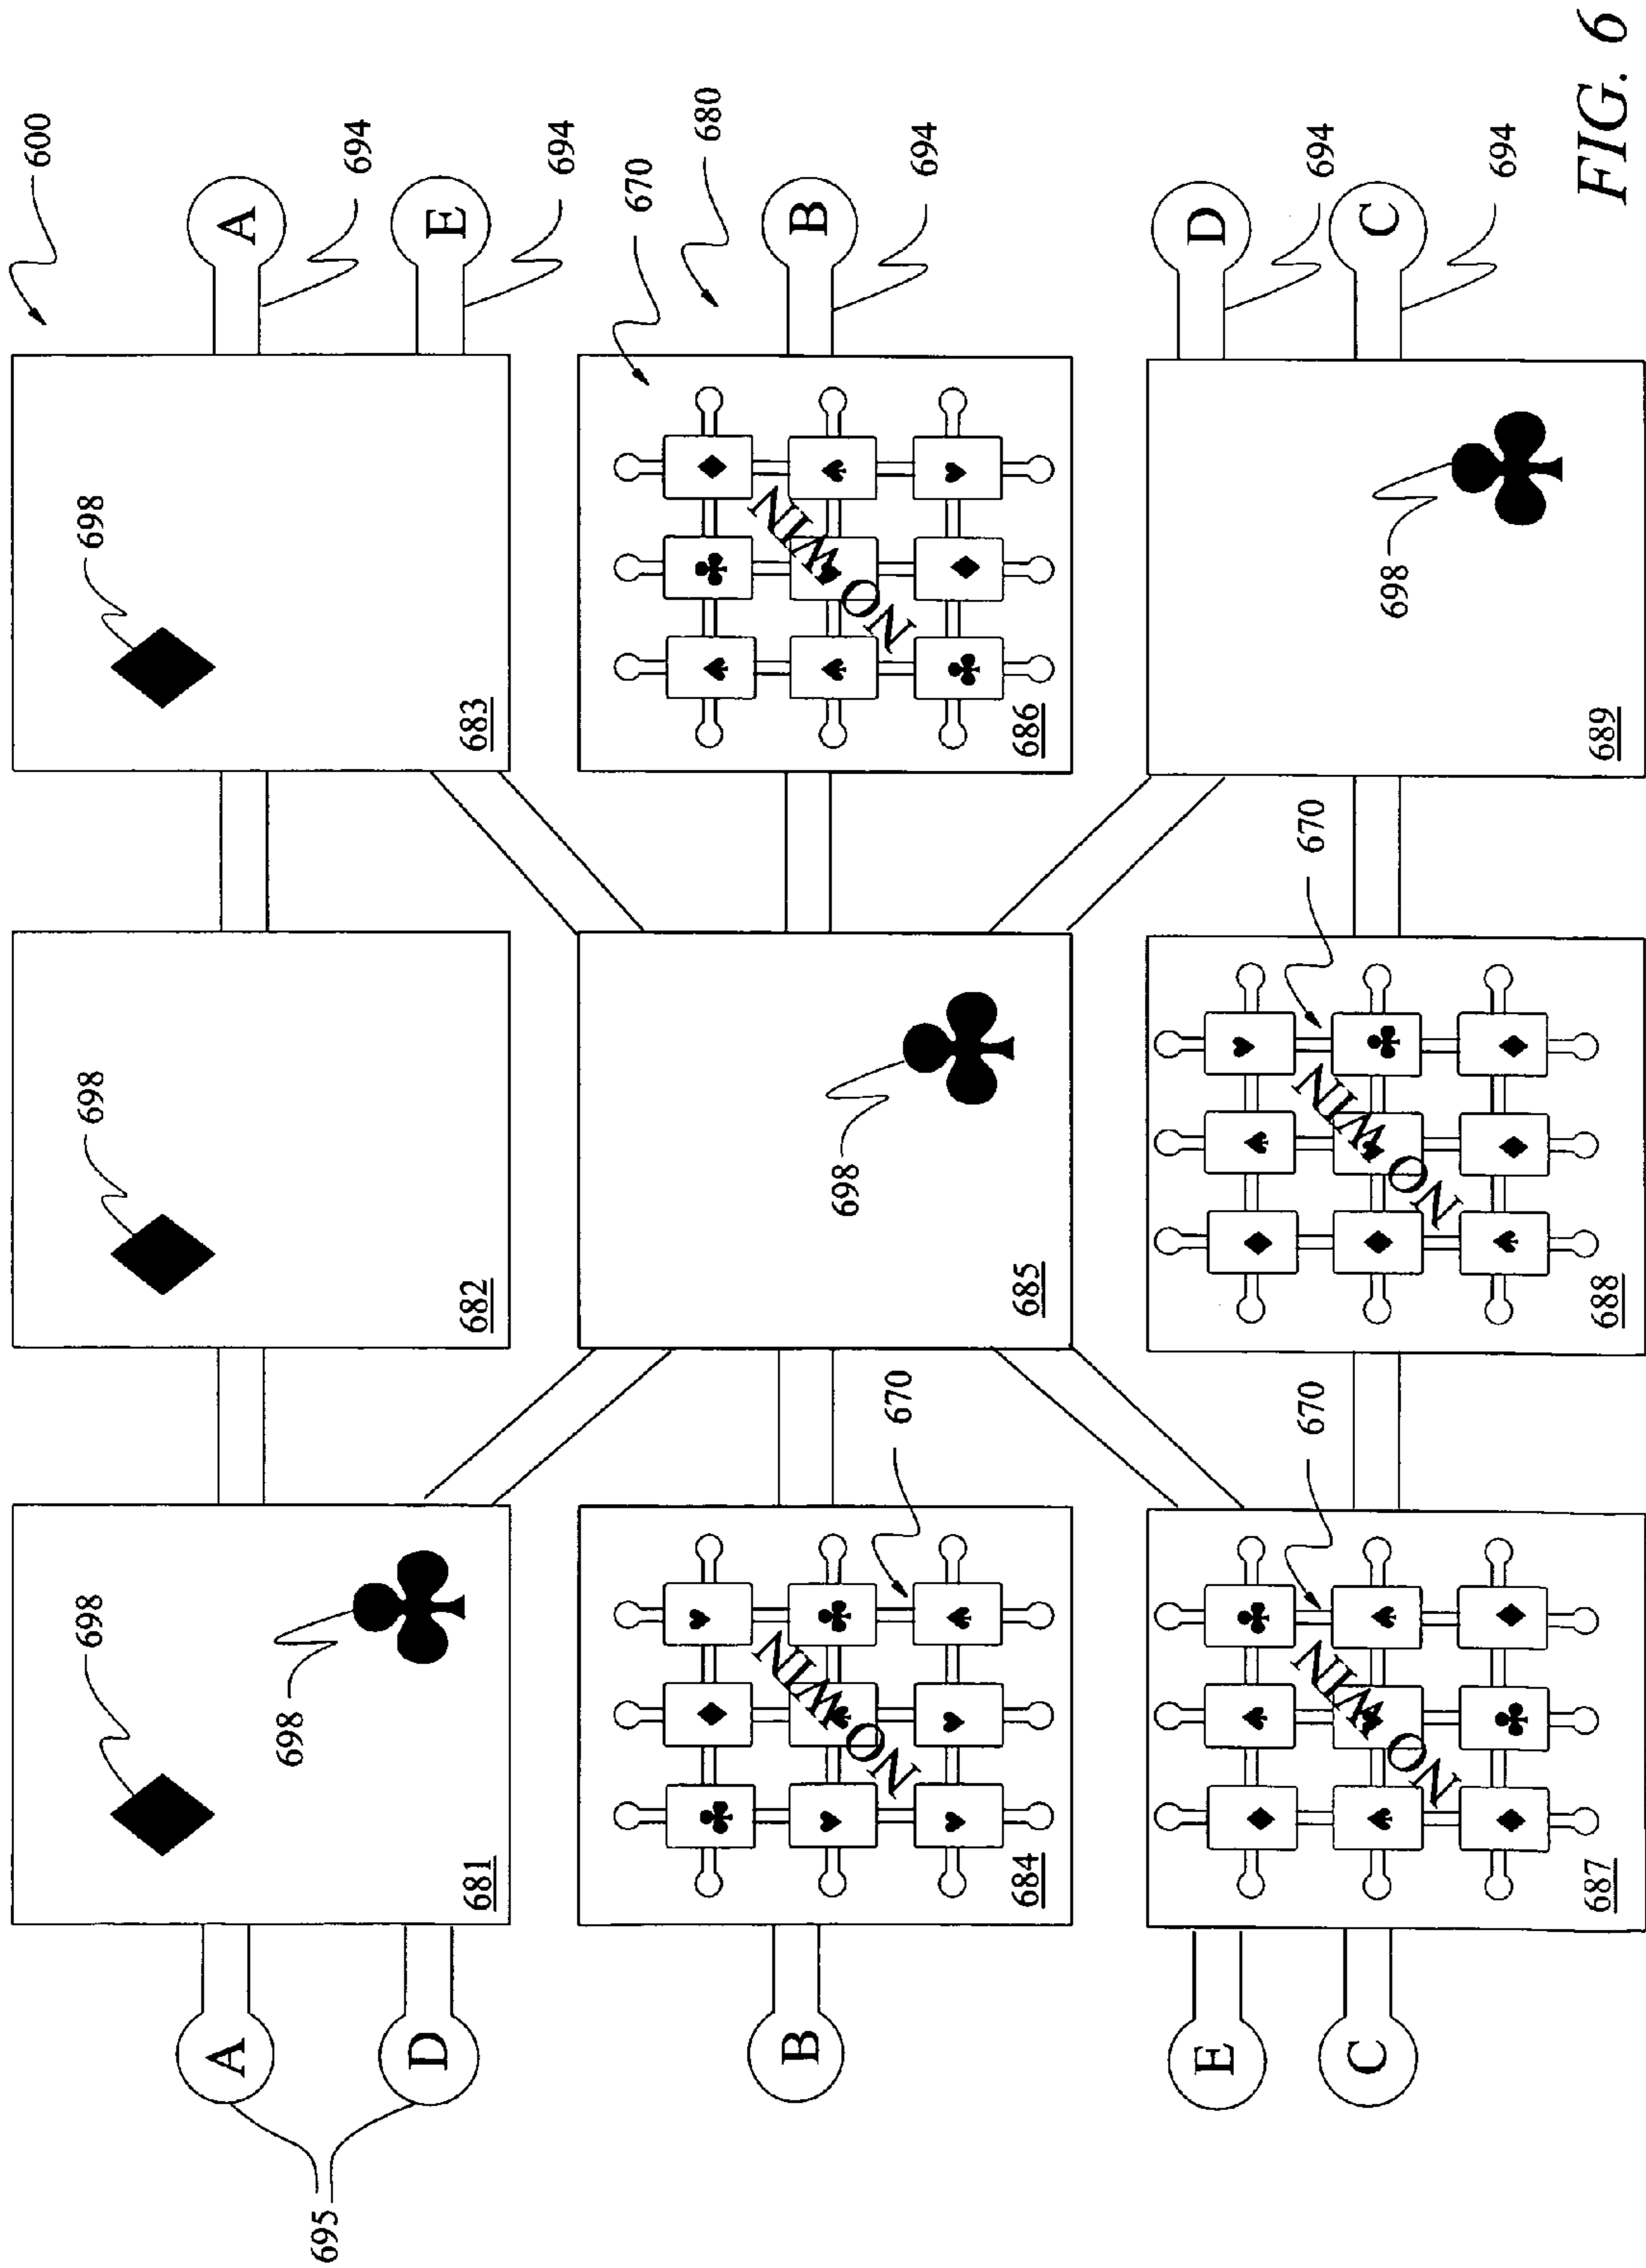 600
698 698 698
A A
698
695
694
D E
681 682 683
694
670
680
B B
698
NO WIN NO WIN
670
694
684 685 686
E D
670 670 694
C C
NO WIN NO WIN
698
694
687 688 689
FIG. 6